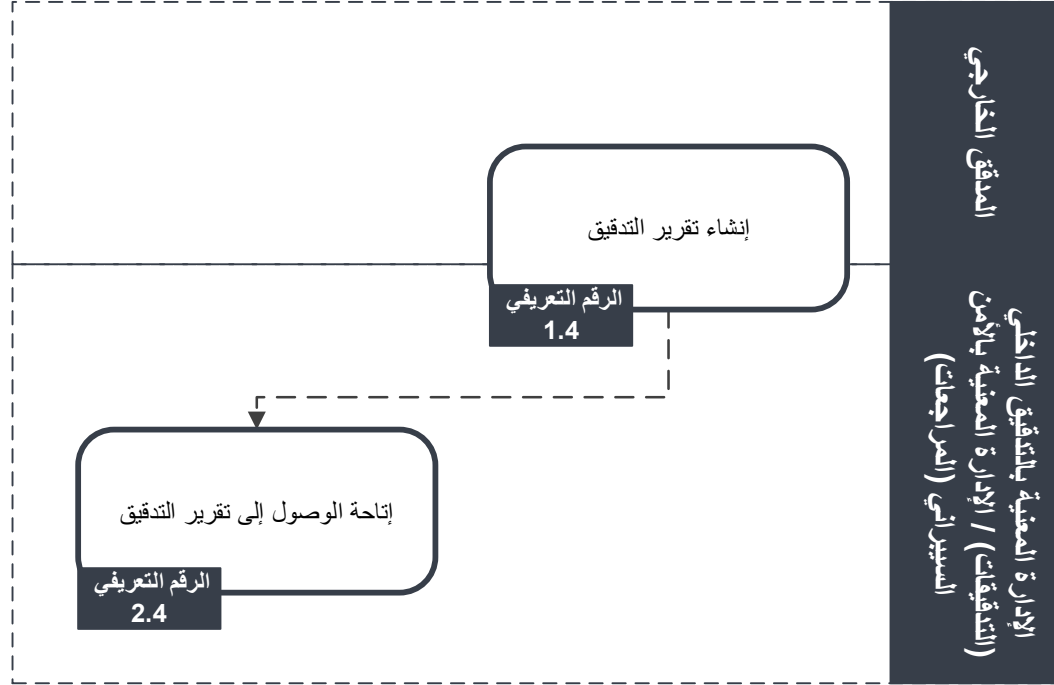 المدقق الخارجي
إنشاء تقرير التدقيق
الرقم التعريفي
1.4
الإدارة المعنية بالتدقيق الداخلي
(التدقيقات) / الإدارة المعنية بالأمن
السيبراني (المراجعات)
إتاحة الوصول إلى تقرير التدقيق
الرقم التعريفي
2.4